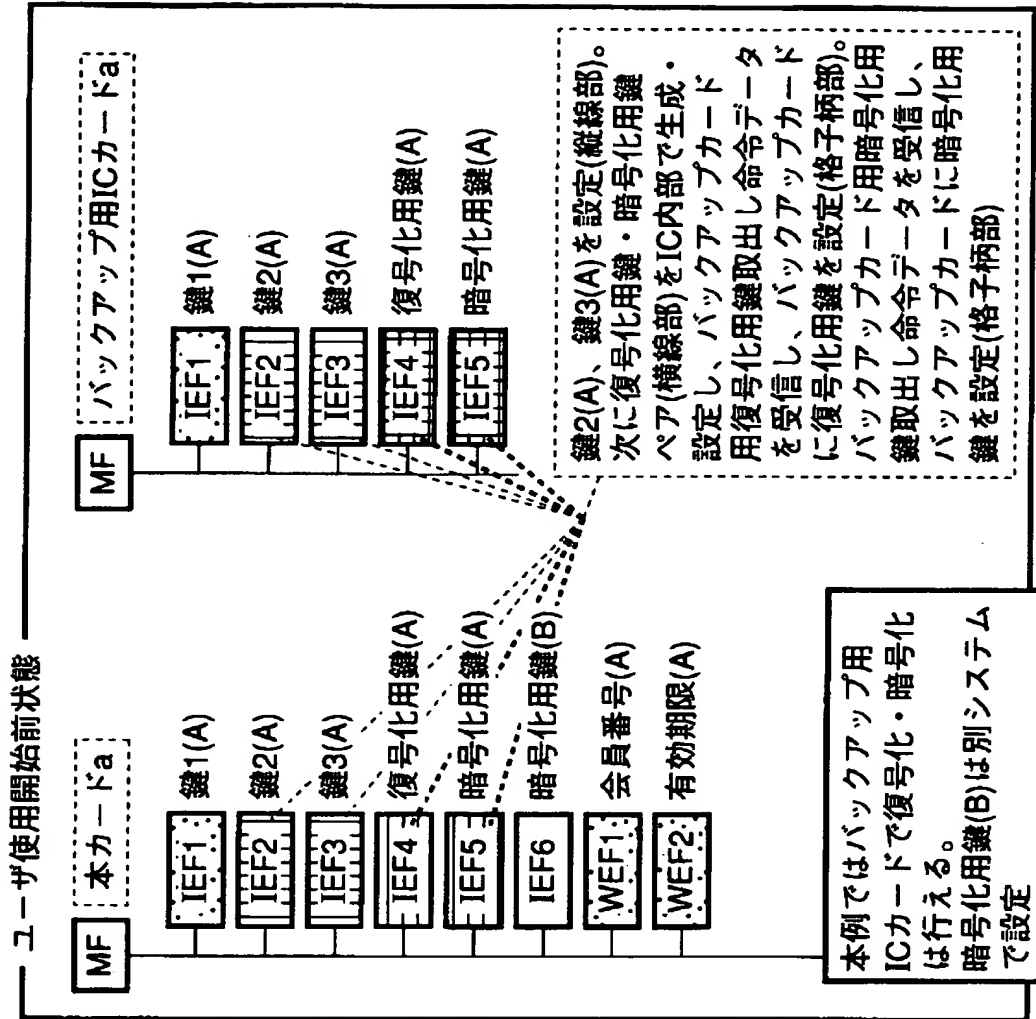 ユーザ使用開始前状態
本カードa
MF
IEF1
鍵1(A)
IEF2
鍵2(A)
IEF3
鍵3(A)
IEF4
復号化用鍵(A)
IEF5
暗号化用鍵(A)
IEF6
暗号化用鍵(B)
WEF1
会員番号(A)
WEF2
有効期限(A)
バックアップ用ICカードa
MF
IEF1
鍵1(A)
IEF2
鍵2(A)
IEF3
鍵3(A)
IEF4
復号化用鍵(A)
IEF5
暗号化用鍵(A)
本例ではバックアップ用
ICカードで復号化・暗号化
は行える。
暗号化用鍵(B)は別システム
で設定
鍵2(A)、鍵3(A)を設定(縦線部)。
次に復号化用鍵・暗号化用鍵
ペア(横線部)をIC内部で生成・
設定し、バックアップカード
用復号化用鍵取出し命令データ
を受信し、バックアップカード
に復号化用鍵を設定(格子柄部)。
バックアップカード用暗号化用
鍵取出し命令データを受信し、
バックアップカードに暗号化用
鍵を設定(格子柄部)